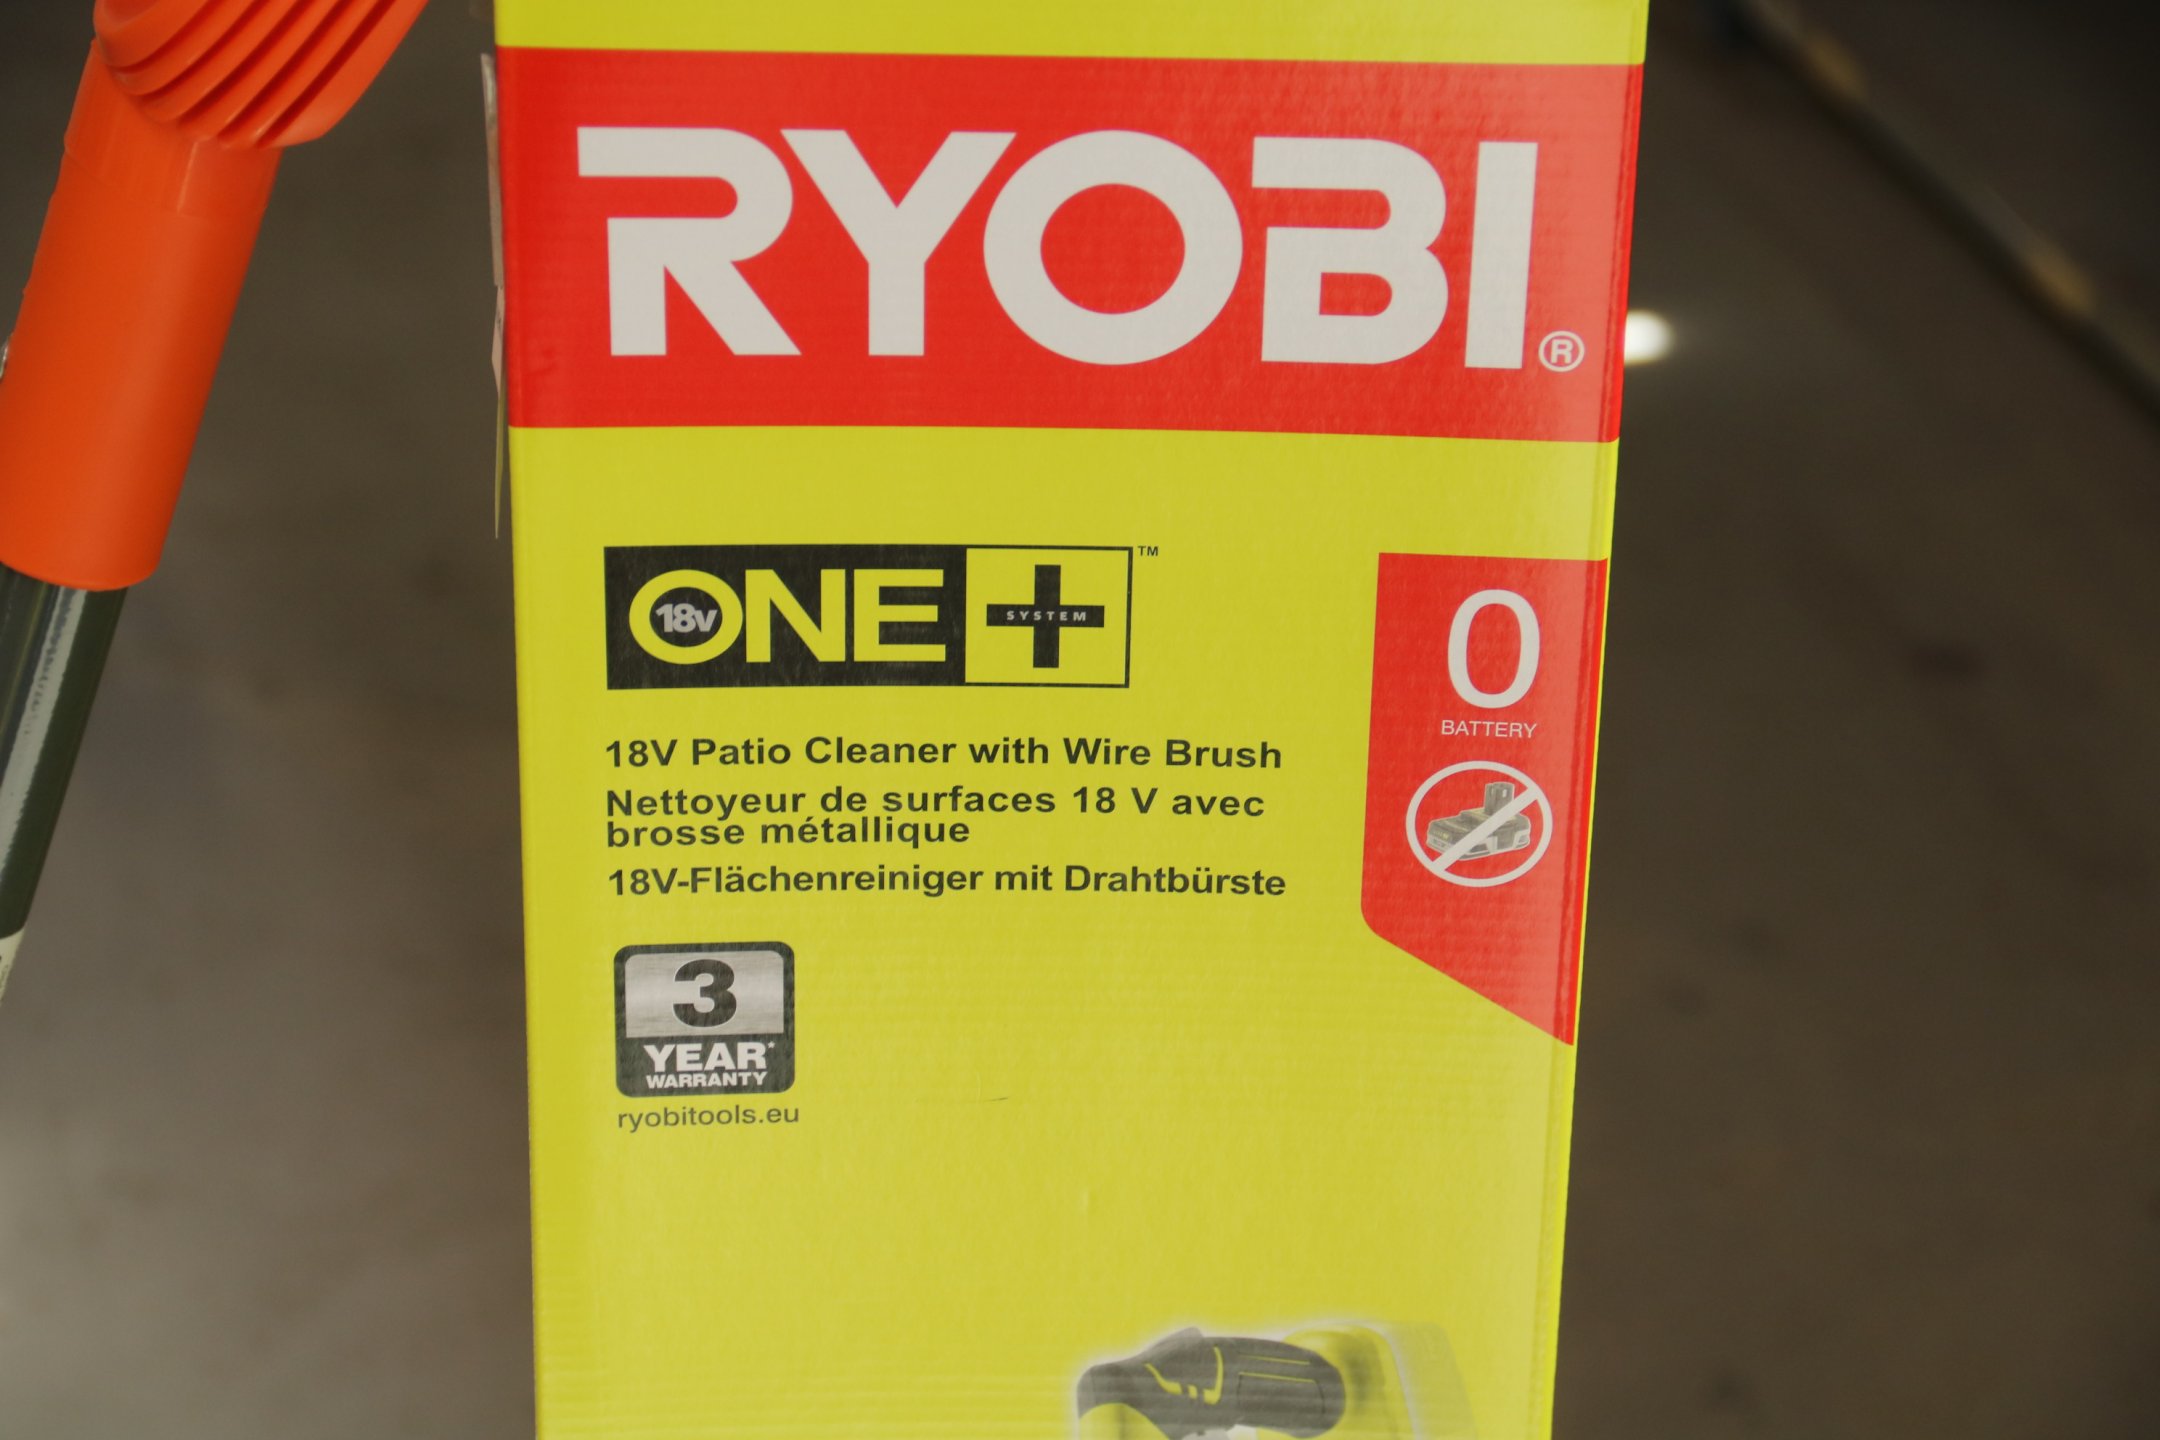 RYOBI®
18V ONE+ SYSTEM ™
0
BATTERY
18V Patio Cleaner with Wire Brush
Nettoyeur de surfaces 18 V avec
brosse métallique
18V-Flächenreiniger mit Drahtbürste
3
YEAR*
WARRANTY
ryobitools.eu